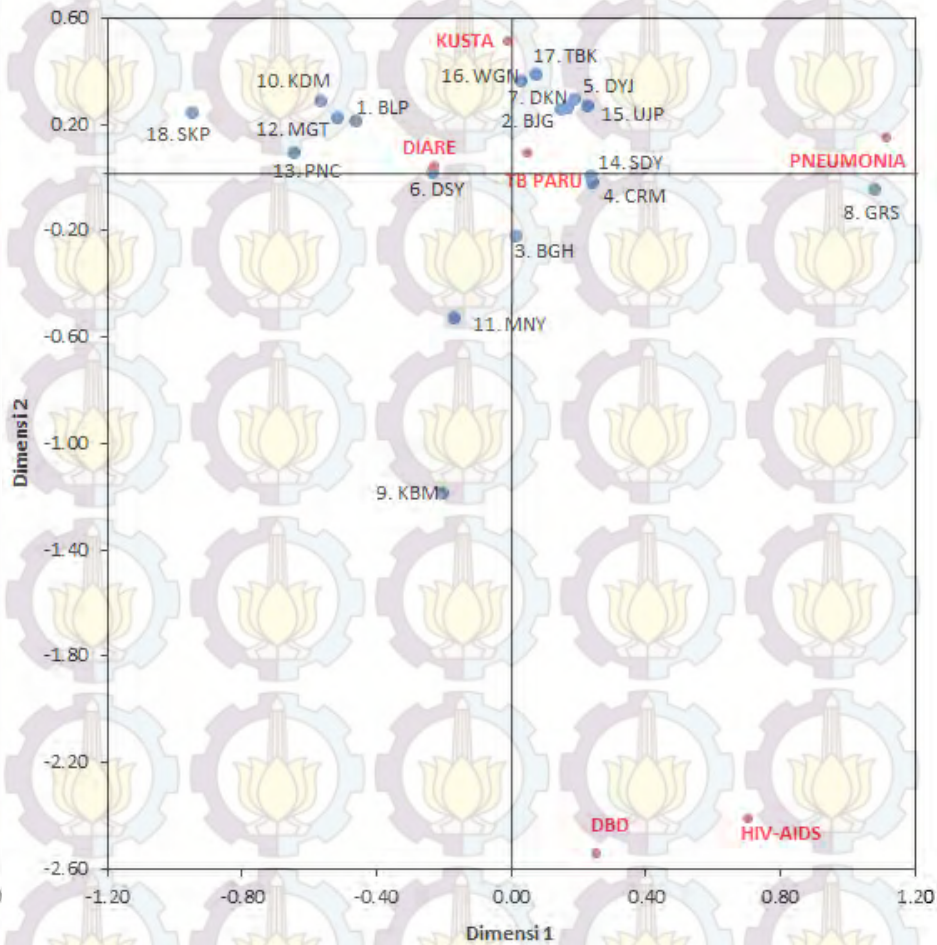 0.60
KUSTA
17. TBK
16. WGN
10. KDM
5. DYJ
7. DKN
1. BLP
15. UJP
0.20
2. BJG
12. MGT
18. SKP
DIARE
PNEUMONIA
14. SDY
13. PNC
TB PARU
6. DSY
4. CRM
8. GRS
-0.20
3. BGH
11. MNY
-0.60
Dimensi 2
-1.00
9. KBM
-1.40
-1.80
-2.20
DBD
HIV-AIDS
-2.60
-1.20
-0.80
-0.40
0.00
0.40
0.80
1.20
Dimensi 1